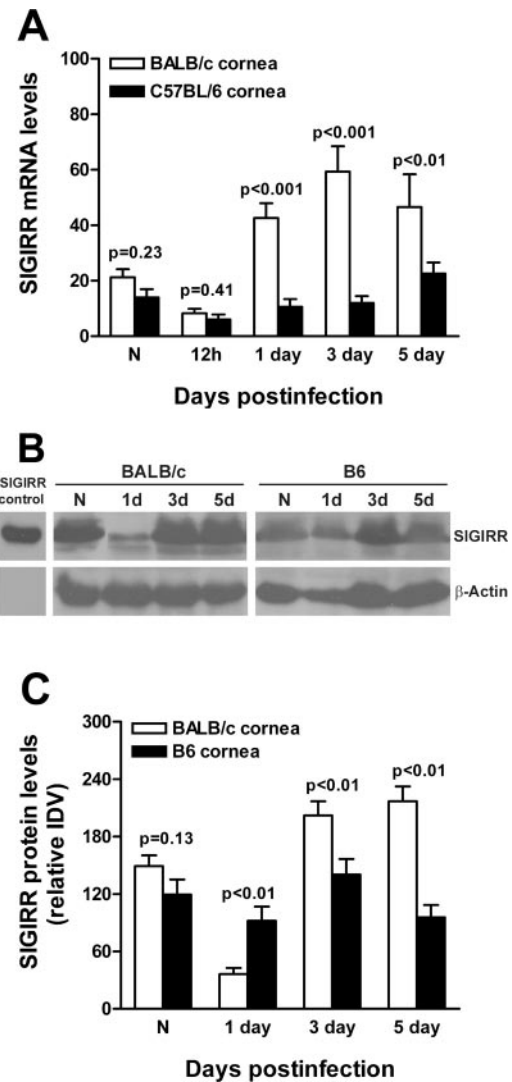 A
BALB/c cornea
C57BL/6 cornea
SIGIRR mRNA levels
100
80
60
40
20
0
p=0.23
p=0.41
p<0.001
p<0.001
p<0.01
N 12h 1 day 3 day 5 day
Days postinfection
B
SIGIRR
control
BALB/c B6
N 1d 3d 5d N 1d 3d 5d
SIGIRR
β-Actin
C
BALB/c cornea
B6 cornea
SIGIRR protein levels
(relative IDV)
300
240
180
120
60
0
p=0.13
p<0.01
p<0.01
p<0.01
N 1 day 3 day 5 day
Days postinfection